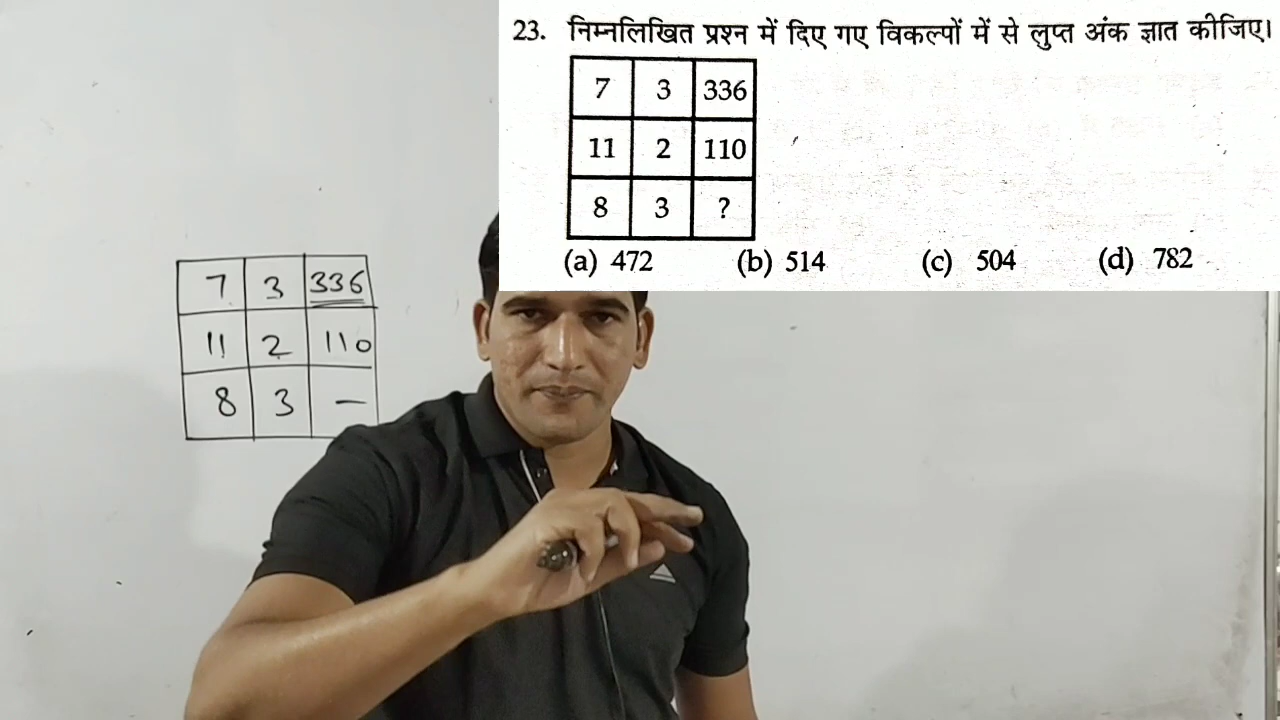 23. निम्नलिखित प्रश्न में दिए गए विकल्पों में से लुप्त अंक ज्ञात कीजिए।
7 3 336
11 2 110
8 3 ?
(a) 472 (b) 514 (c) 504 (d) 782
7 3 336
11 2 110
8 3 –